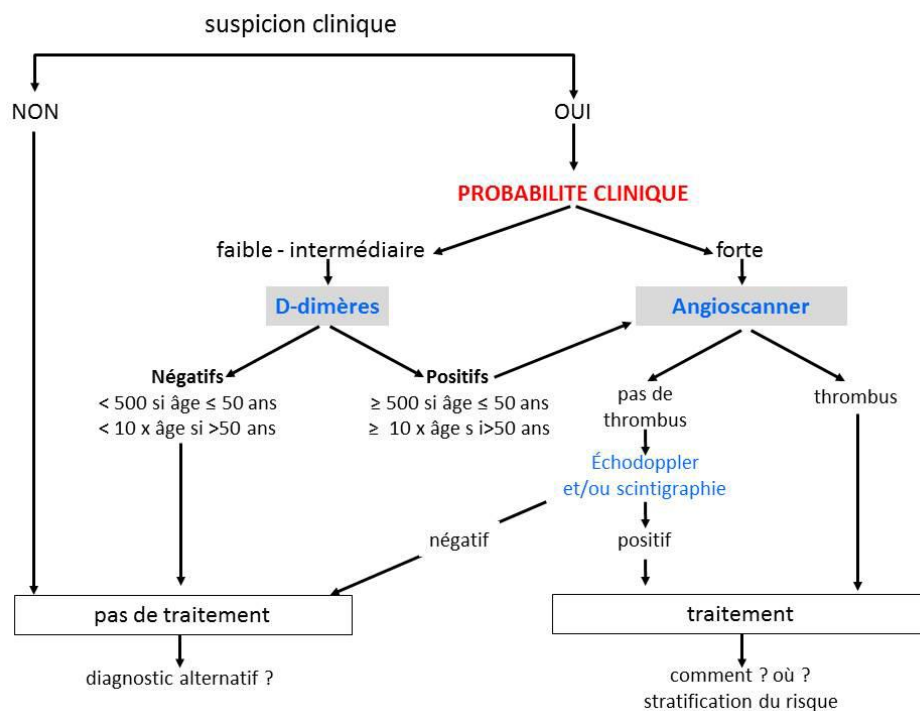 suspicion clinique
NON
OUI
PROBABILITE CLINIQUE
faible - intermédiaire
forte
D-dimères
Angioscanner
Négatifs
< 500 si âge ≤ 50 ans
< 10 x âge si >50 ans
Positifs
≥ 500 si âge ≤ 50 ans
≥ 10 x âge s i>50 ans
pas de
thrombus
thrombus
Échodoppler
et/ou scintigraphie
négatif
positif
pas de traitement
traitement
diagnostic alternatif ?
comment ? où ?
stratification du risque